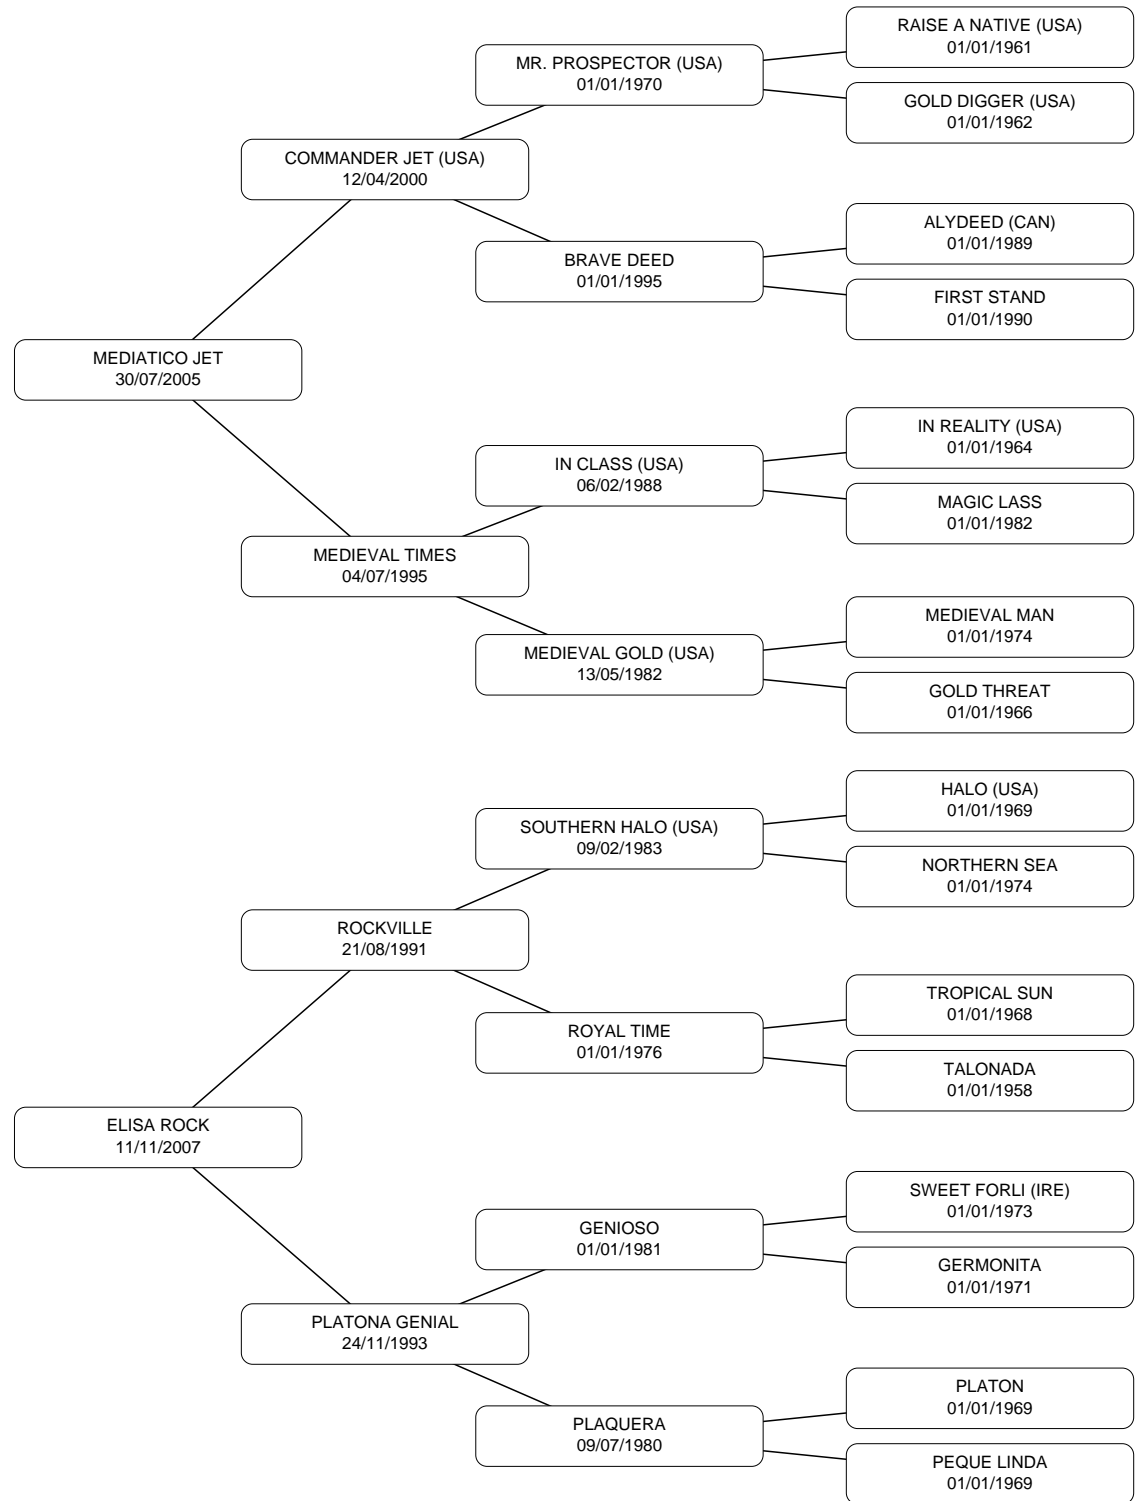 RAISE A NATIVE (USA)
01/01/1961
MR. PROSPECTOR (USA)
01/01/1970
GOLD DIGGER (USA)
01/01/1962
COMMANDER JET (USA)
12/04/2000
ALYDEED (CAN)
01/01/1989
BRAVE DEED
01/01/1995
FIRST STAND
01/01/1990
MEDIATICO JET
30/07/2005
IN REALITY (USA)
01/01/1964
IN CLASS (USA)
06/02/1988
MAGIC LASS
01/01/1982
MEDIEVAL TIMES
04/07/1995
MEDIEVAL MAN
01/01/1974
MEDIEVAL GOLD (USA)
13/05/1982
GOLD THREAT
01/01/1966
HALO (USA)
01/01/1969
SOUTHERN HALO (USA)
09/02/1983
NORTHERN SEA
01/01/1974
ROCKVILLE
21/08/1991
TROPICAL SUN
01/01/1968
ROYAL TIME
01/01/1976
TALONADA
01/01/1958
ELISA ROCK
11/11/2007
SWEET FORLI (IRE)
01/01/1973
GENIOSO
01/01/1981
GERMONITA
01/01/1971
PLATONA GENIAL
24/11/1993
PLATON
01/01/1969
PLAQUERA
09/07/1980
PEQUE LINDA
01/01/1969